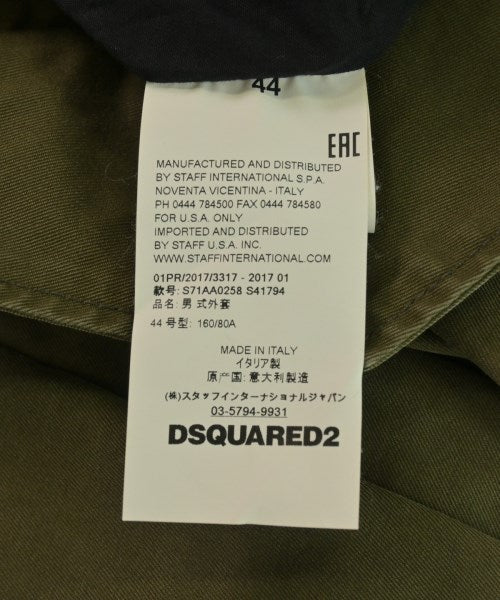 44
EAC
MANUFACTURED AND DISTRIBUTED
BY STAFF INTERNATIONAL S.P.A.
NOVENTA VICENTINA - ITALY
PH 0444 784500 FAX 0444 784580
FOR U.S.A. ONLY
IMPORTED AND DISTRIBUTED
BY STAFF U.S.A. INC.
WWW.STAFFINTERNATIONAL.COM
01PR/2017/3317 - 2017 01
款号: S71AA0258 S41794
品名: 男 式外套
44 号型: 160/80A
MADE IN ITALY
イタリア製
原产国: 意大利製造
(株)スタッフインターナショナルジャパン
03-5794-9931
DSQUARED2